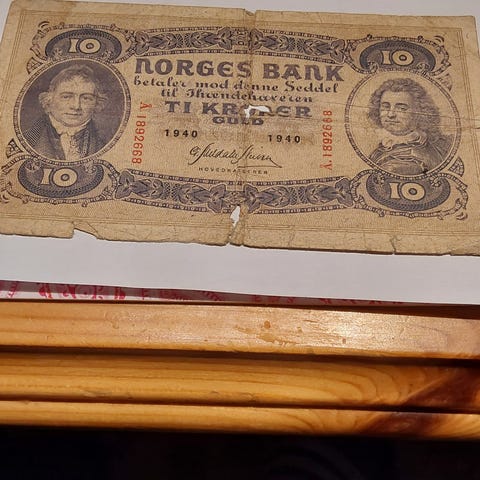 10 10
NORGES BANK
betaler mod denne Seddel
til Ihændehaveren
TI KRONER
GULD
1940 1940
A.1892668 A.1892668
HOVEDKASSERER
10 10